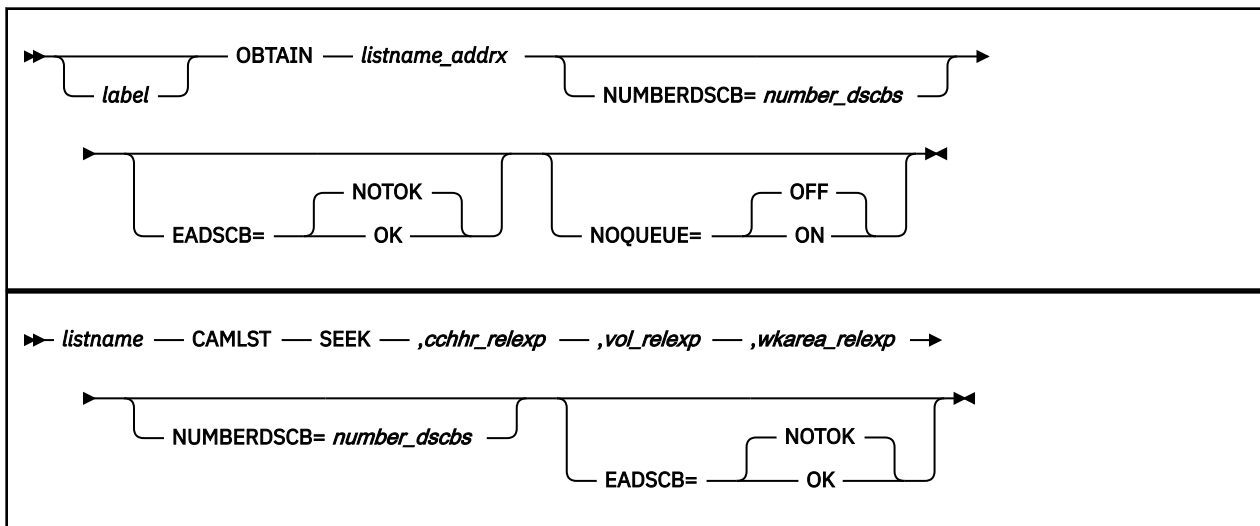 OBTAIN listname_addrx
label NUMBERDSCB= number_dscbs
NOTOK OFF
EADSCB= OK NOQUEUE= ON
listname CAMLST SEEK ,cchhr_relexp ,vol_relexp ,wkarea_relexp
NUMBERDSCB= number_dscbs NOTOK
EADSCB= OK